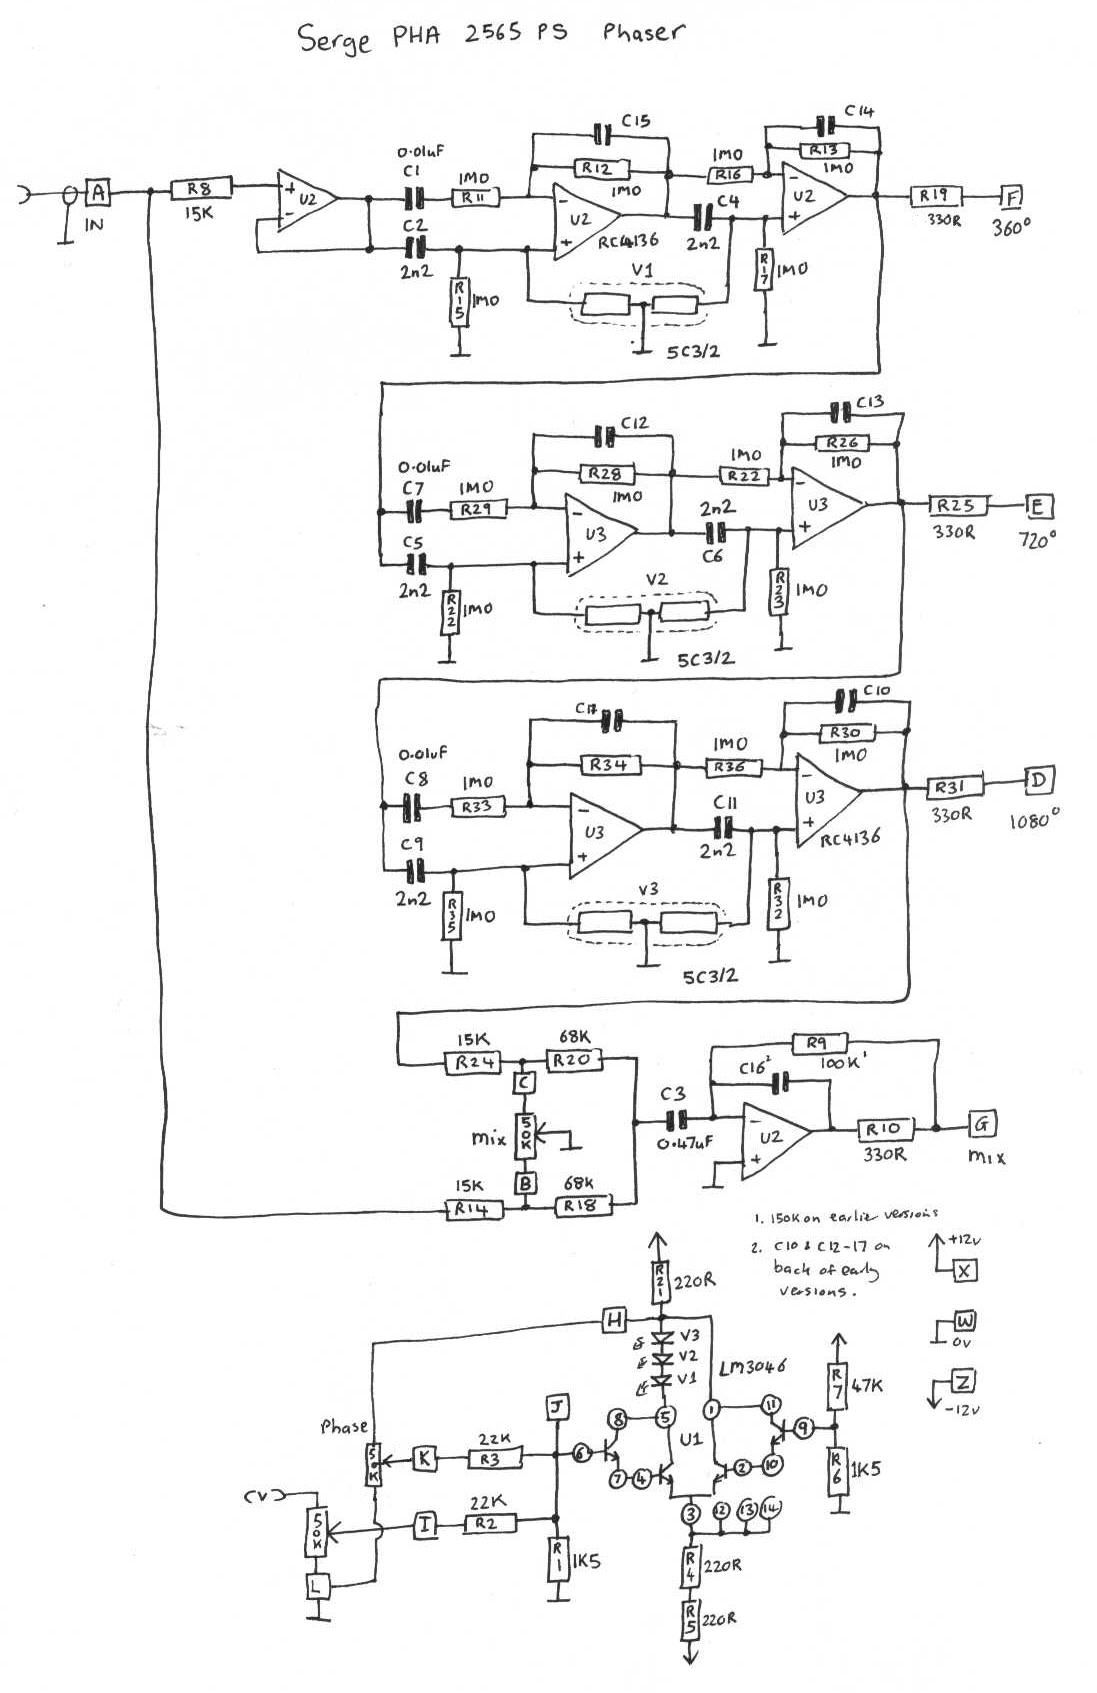 Serge PHA 2565 PS Phaser
C14
C15
R13
1M0
0.01uF
C1
1M0
R11
R12
1M0
1M0
R16
A
IN
R8
15K
+
-
U2
-
U2
+
RC4136
C4
2n2
-
U2
+
R19
330R
F
360°
C2
2n2
R15
1M0
V1
R17
1M0
5C3/2
C13
C12
R26
1M0
0.01uF
C7
1M0
R29
R28
1M0
1M0
R22
-
U3
+
2n2
C6
-
U3
+
R25
330R
E
720°
C5
2n2
R22
1M0
V2
R23
1M0
5C3/2
C10
C17
R30
1M0
0.01uF
C8
1M0
R33
R34
1M0
R36
-
U3
+
C11
2n2
-
U3
+
RC4136
R31
330R
D
1080°
C9
2n2
R35
1M0
V3
R32
1M0
5C3/2
15K
R24
68K
R20
C
mix
50K
B
15K
R14
68K
R18
C3
0.47uF
R9
100K¹
C16²
-
U2
+
R10
330R
G
mix
1. 150K on earlier versions
2. C10 & C12-17 on
back of early
versions.
+12v
X
W
0v
Z
-12v
R21
220R
H
V3
V2
V1
LM3046
R7
47K
J
8
5
1
11
U1
9
Phase
50K
K
22K
R3
6
7
4
2
10
R6
1K5
CV
50K
I
22K
R2
3
12
13
14
L
R1
1K5
R4
220R
R5
220R